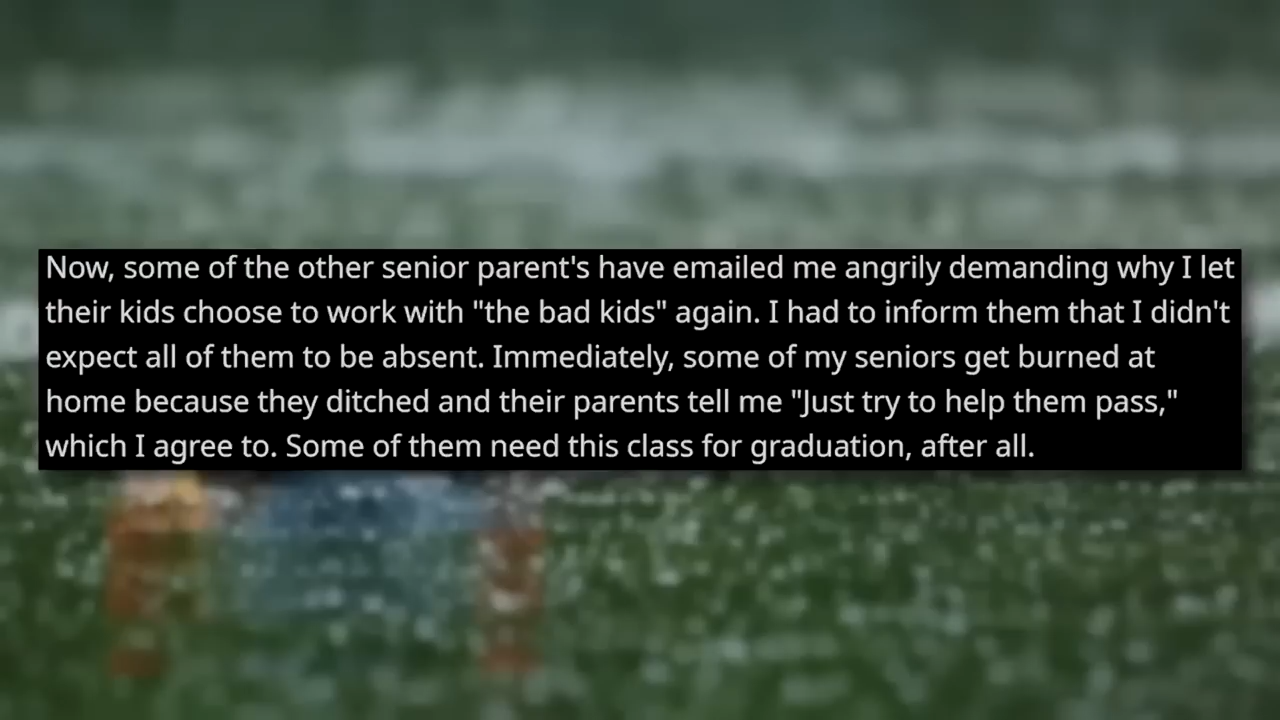 Now, some of the other senior parent's have emailed me angrily demanding why I let
their kids choose to work with "the bad kids" again. I had to inform them that I didn't
expect all of them to be absent. Immediately, some of my seniors get burned at
home because they ditched and their parents tell me "Just try to help them pass,"
which I agree to. Some of them need this class for graduation, after all.